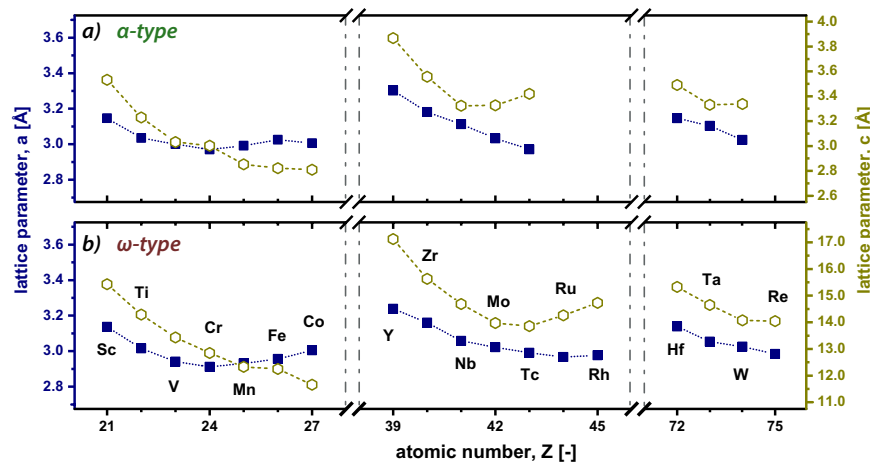 a) α-type
3.6
3.4
3.2
3.0
2.8
4.0
3.8
3.6
3.4
3.2
3.0
2.8
2.6
lattice parameter, a [Å]
lattice parameter, c [Å]
b) ω-type
3.6
3.4
3.2
3.0
2.8
17.0
16.0
15.0
14.0
13.0
12.0
11.0
lattice parameter, a [Å]
lattice parameter, c [Å]
Sc
Ti
V
Cr
Mn
Fe
Co
Y
Zr
Nb
Mo
Tc
Ru
Rh
Hf
Ta
W
Re
21 24 27 39 42 45 72 75
atomic number, Z [-]